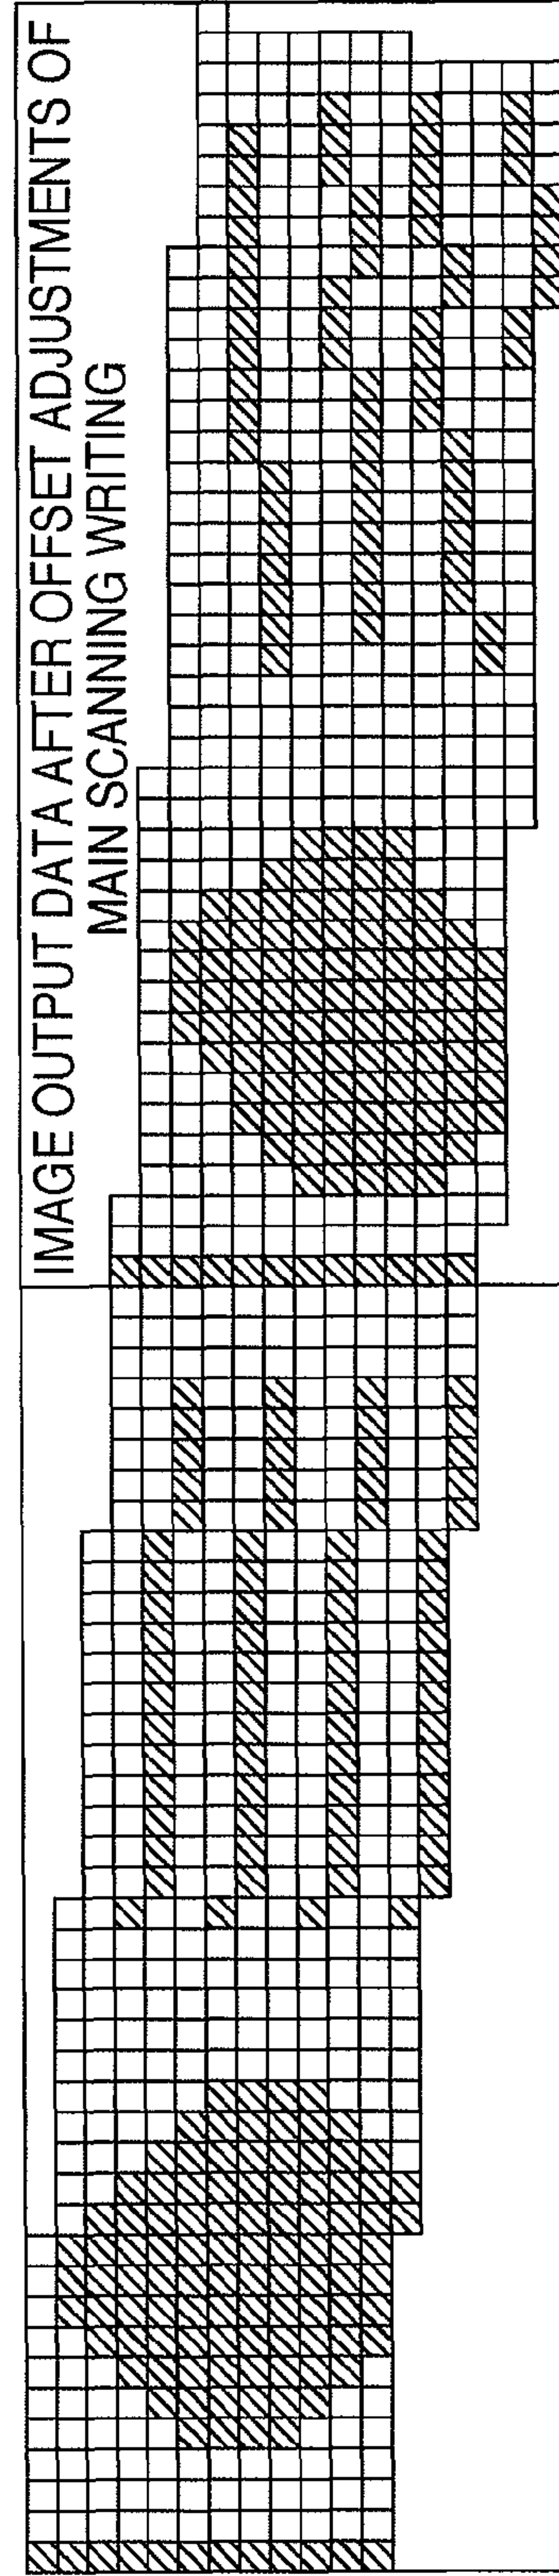 IMAGE OUTPUT DATA AFTER OFFSET ADJUSTMENTS OF
MAIN SCANNING WRITING